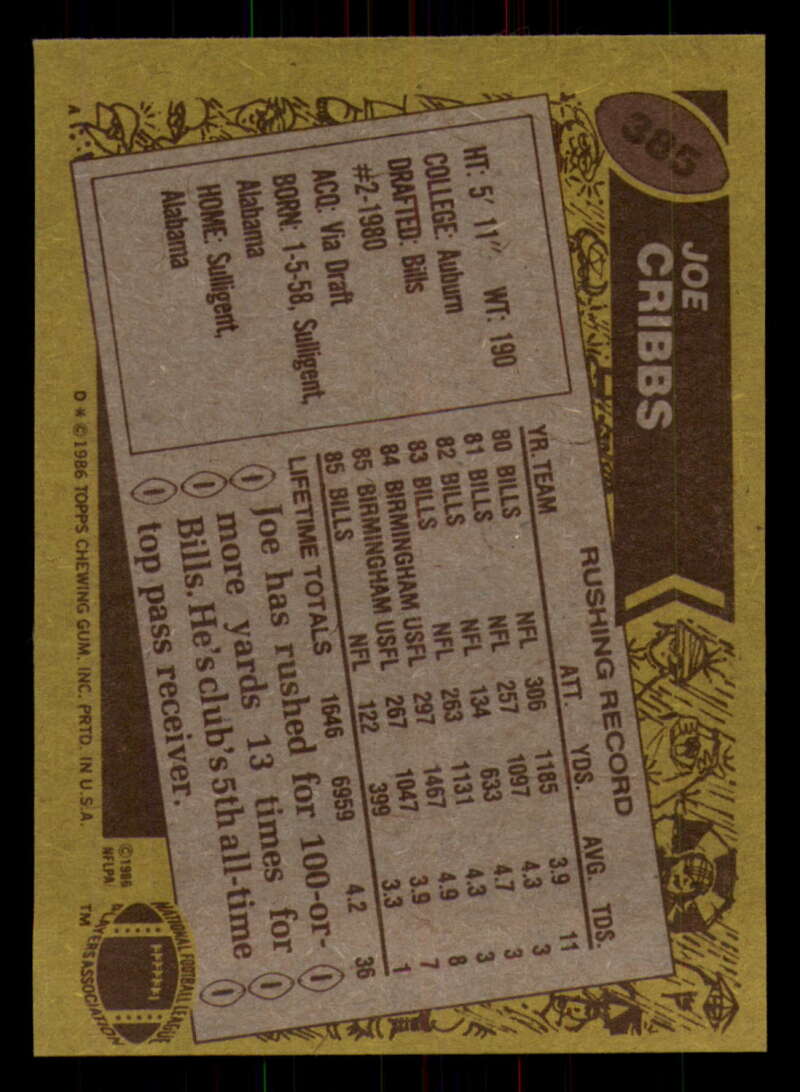 385
JOE
CRIBBS
HT: 5' 11" WT: 190
COLLEGE: Auburn
DRAFTED: Bills
#2-1980
ACQ: Via Draft
BORN: 1-5-58, Sulligent,
Alabama
HOME: Sulligent,
Alabama
RUSHING RECORD
YR. TEAM ATT. YDS. AVG. TDS.
80 BILLS NFL 306 1185 3.9 11
81 BILLS NFL 257 1097 4.3 3
82 BILLS NFL 134 633 4.7 3
83 BILLS NFL 263 1131 4.3 3
84 BIRMINGHAM USFL 297 1467 4.9 8
85 BIRMINGHAM USFL 267 1047 3.9 7
85 BILLS NFL 122 399 3.3 1
LIFETIME TOTALS 1646 6959 4.2 36
Joe has rushed for 100-or-
more yards 13 times for
Bills. He's club's 5th all-time
top pass receiver.
D * © 1986 TOPPS CHEWING GUM, INC. PRTD. IN U.S.A.
© 1986
NFLPA
NATIONAL FOOTBALL LEAGUE
PLAYERS ASSOCIATION
TM
A